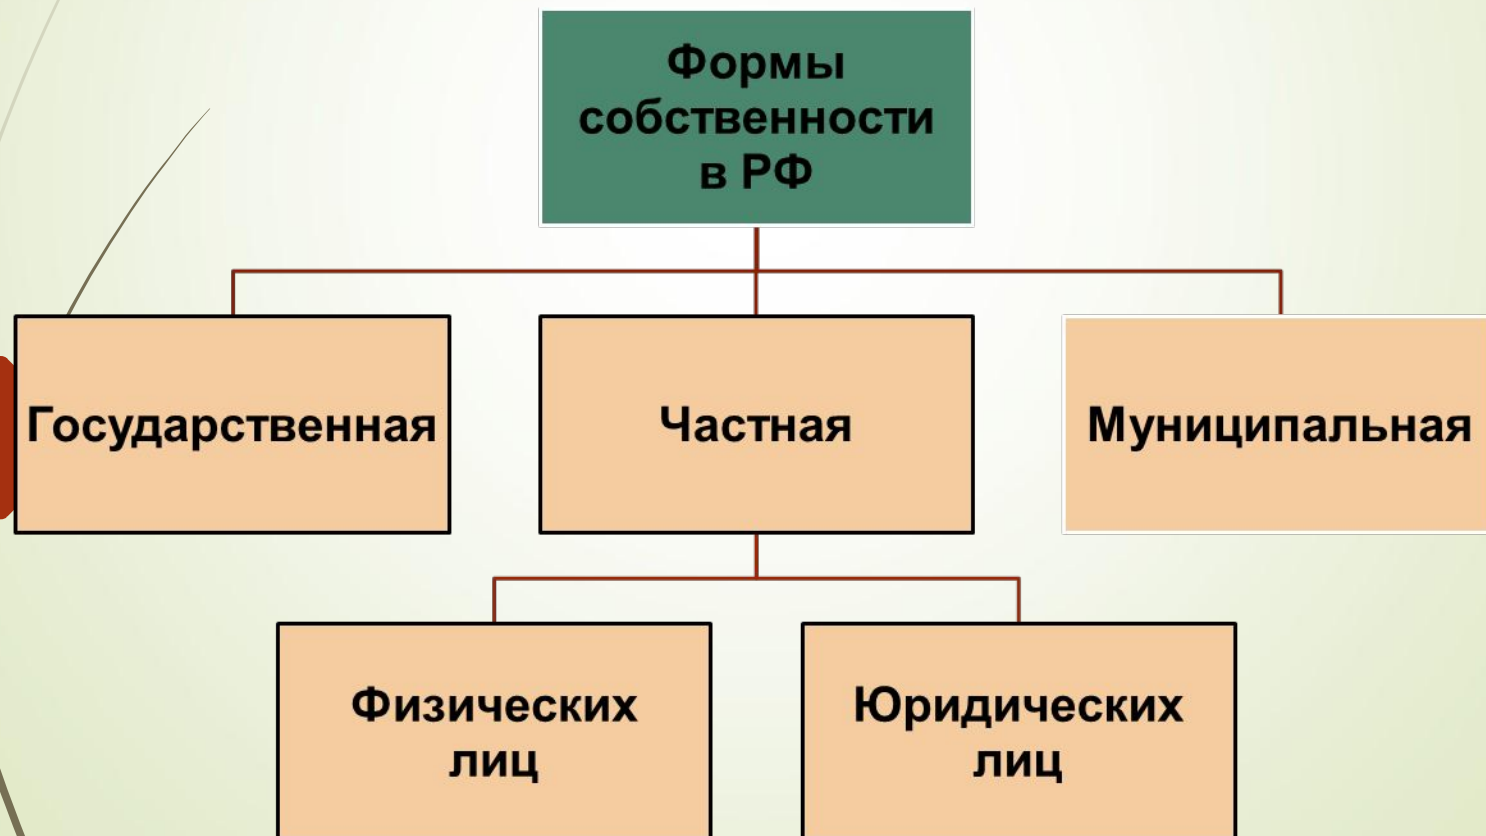 Формы
собственности
в РФ
Государственная
Частная
Муниципальная
Физических
лиц
Юридических
лиц